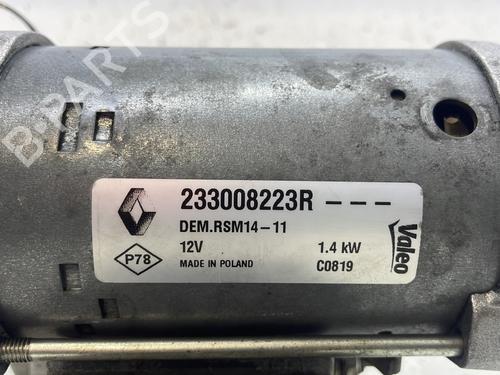 B-PARTS
233008223R ---
DEM.RSM14-11
12V 1.4 kW
P78 MADE IN POLAND C0819
Valeo